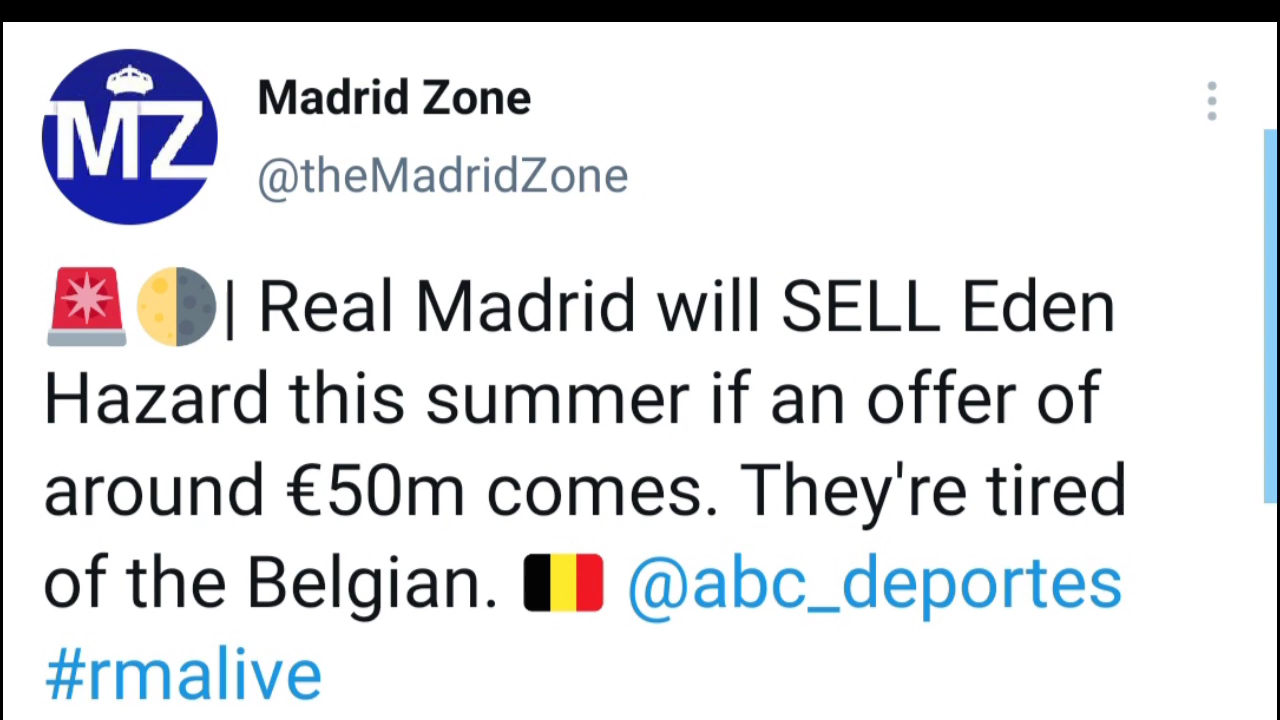 MZ
Madrid Zone
@theMadridZone
🚨🌗| Real Madrid will SELL Eden
Hazard this summer if an offer of
around €50m comes. They're tired
of the Belgian. 🇧🇪 @abc_deportes
#rmalive